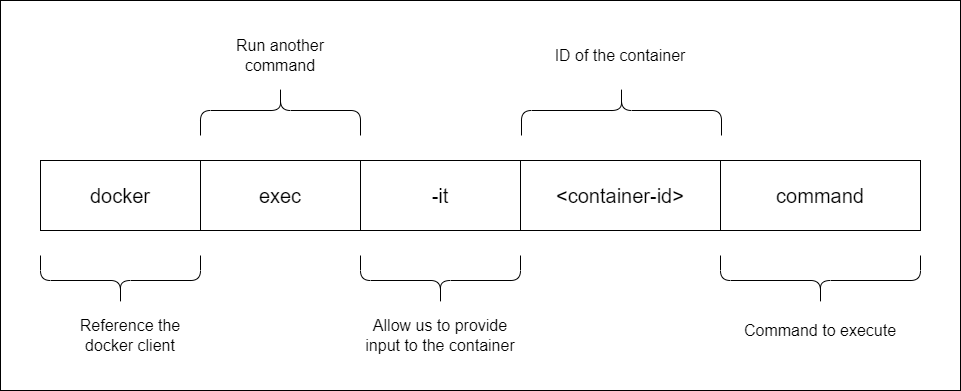 Run another
command
ID of the container
docker
exec
-it
<container-id>
command
Reference the
docker client
Allow us to provide
input to the container
Command to execute